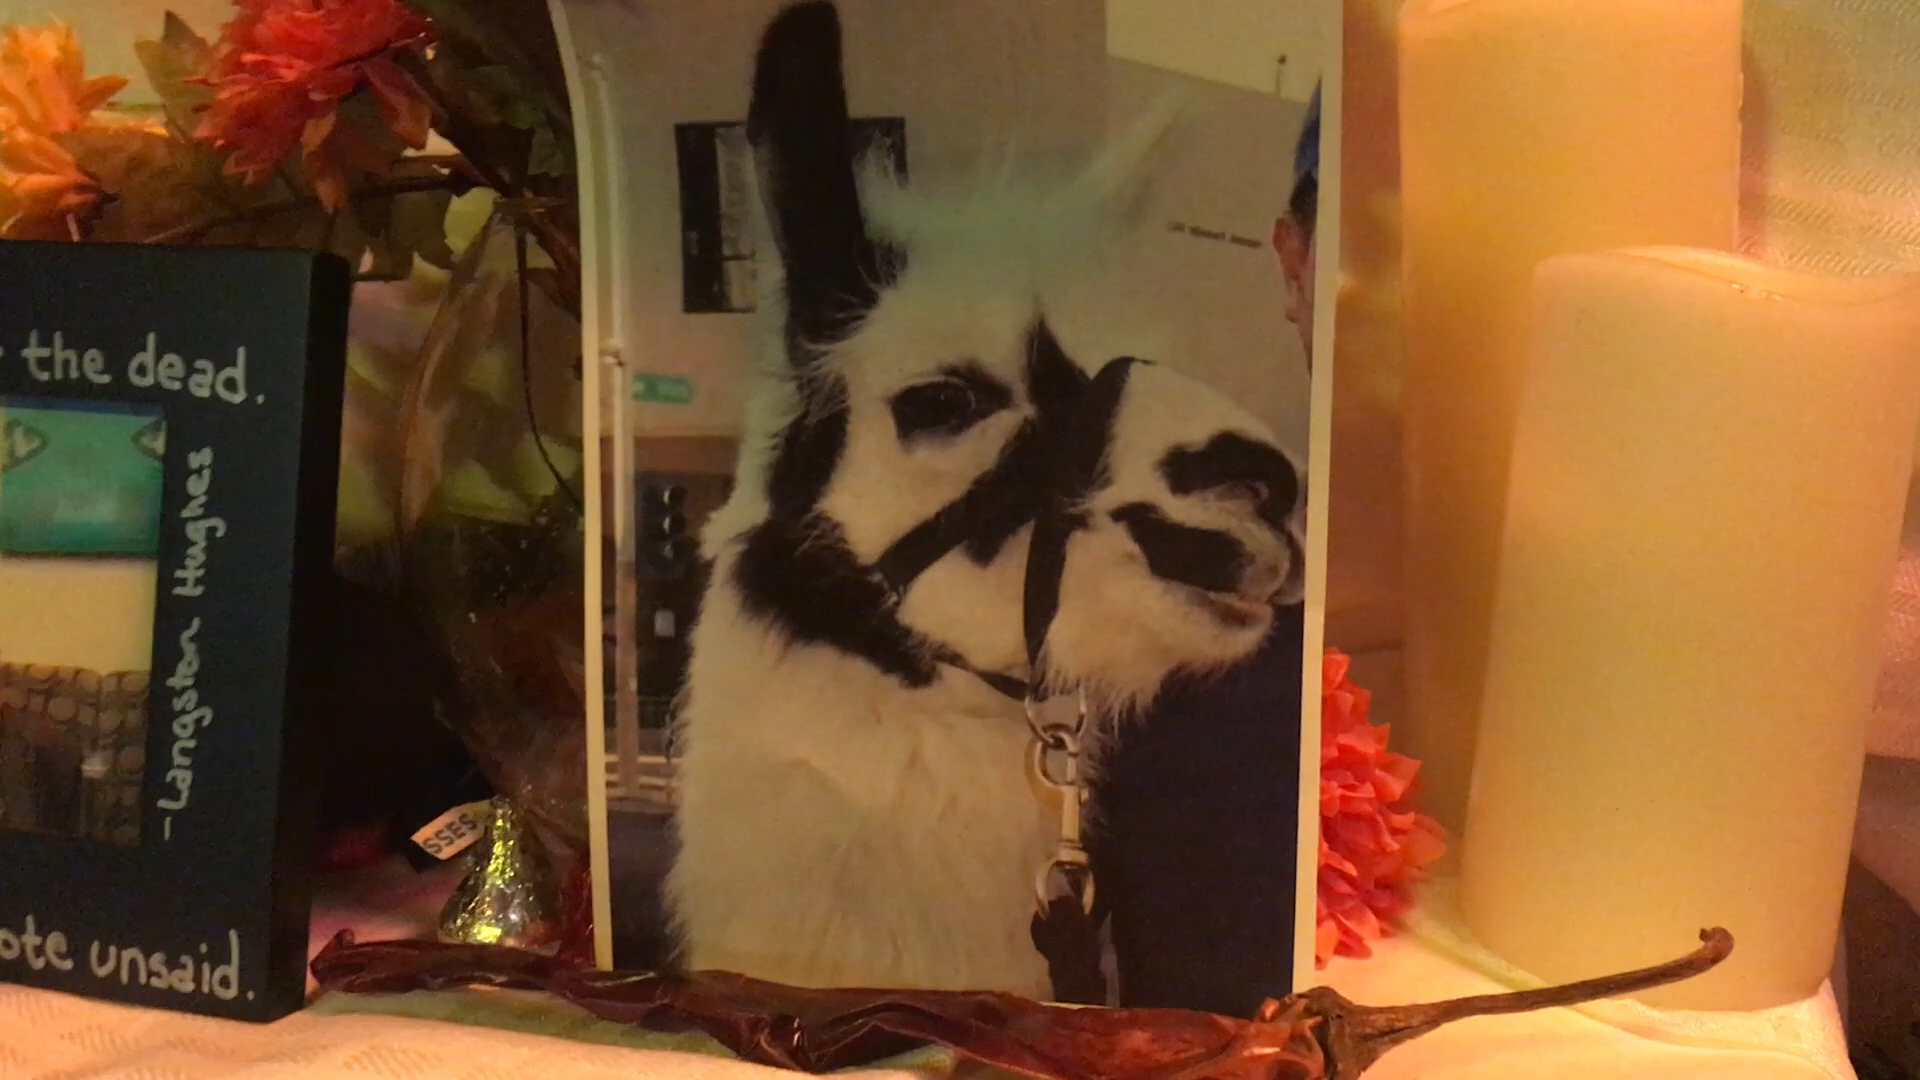 the dead.
-Langston Hughes
ote unsaid.
SSES